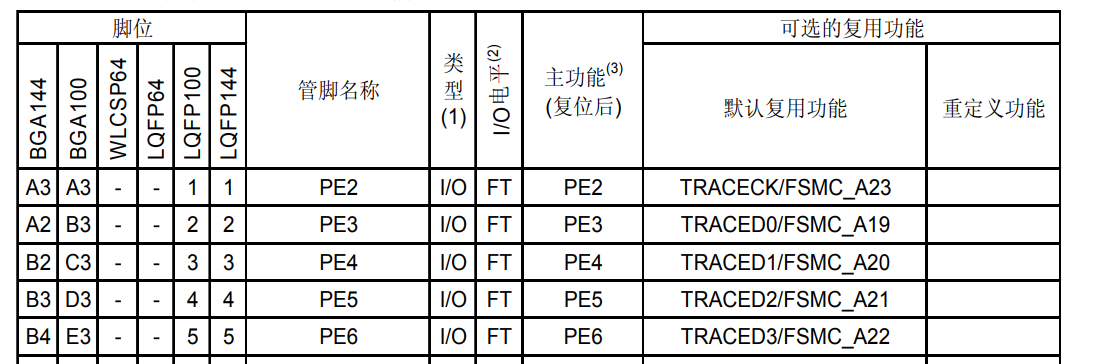 脚位 管脚名称 类型(1) I/O电平(2) 主功能(3)(复位后) 可选的复用功能
BGA144 BGA100 WLCSP64 LQFP64 LQFP100 LQFP144 默认复用功能 重定义功能
A3 A3 - - 1 1 PE2 I/O FT PE2 TRACECK/FSMC_A23
A2 B3 - - 2 2 PE3 I/O FT PE3 TRACED0/FSMC_A19
B2 C3 - - 3 3 PE4 I/O FT PE4 TRACED1/FSMC_A20
B3 D3 - - 4 4 PE5 I/O FT PE5 TRACED2/FSMC_A21
B4 E3 - - 5 5 PE6 I/O FT PE6 TRACED3/FSMC_A22